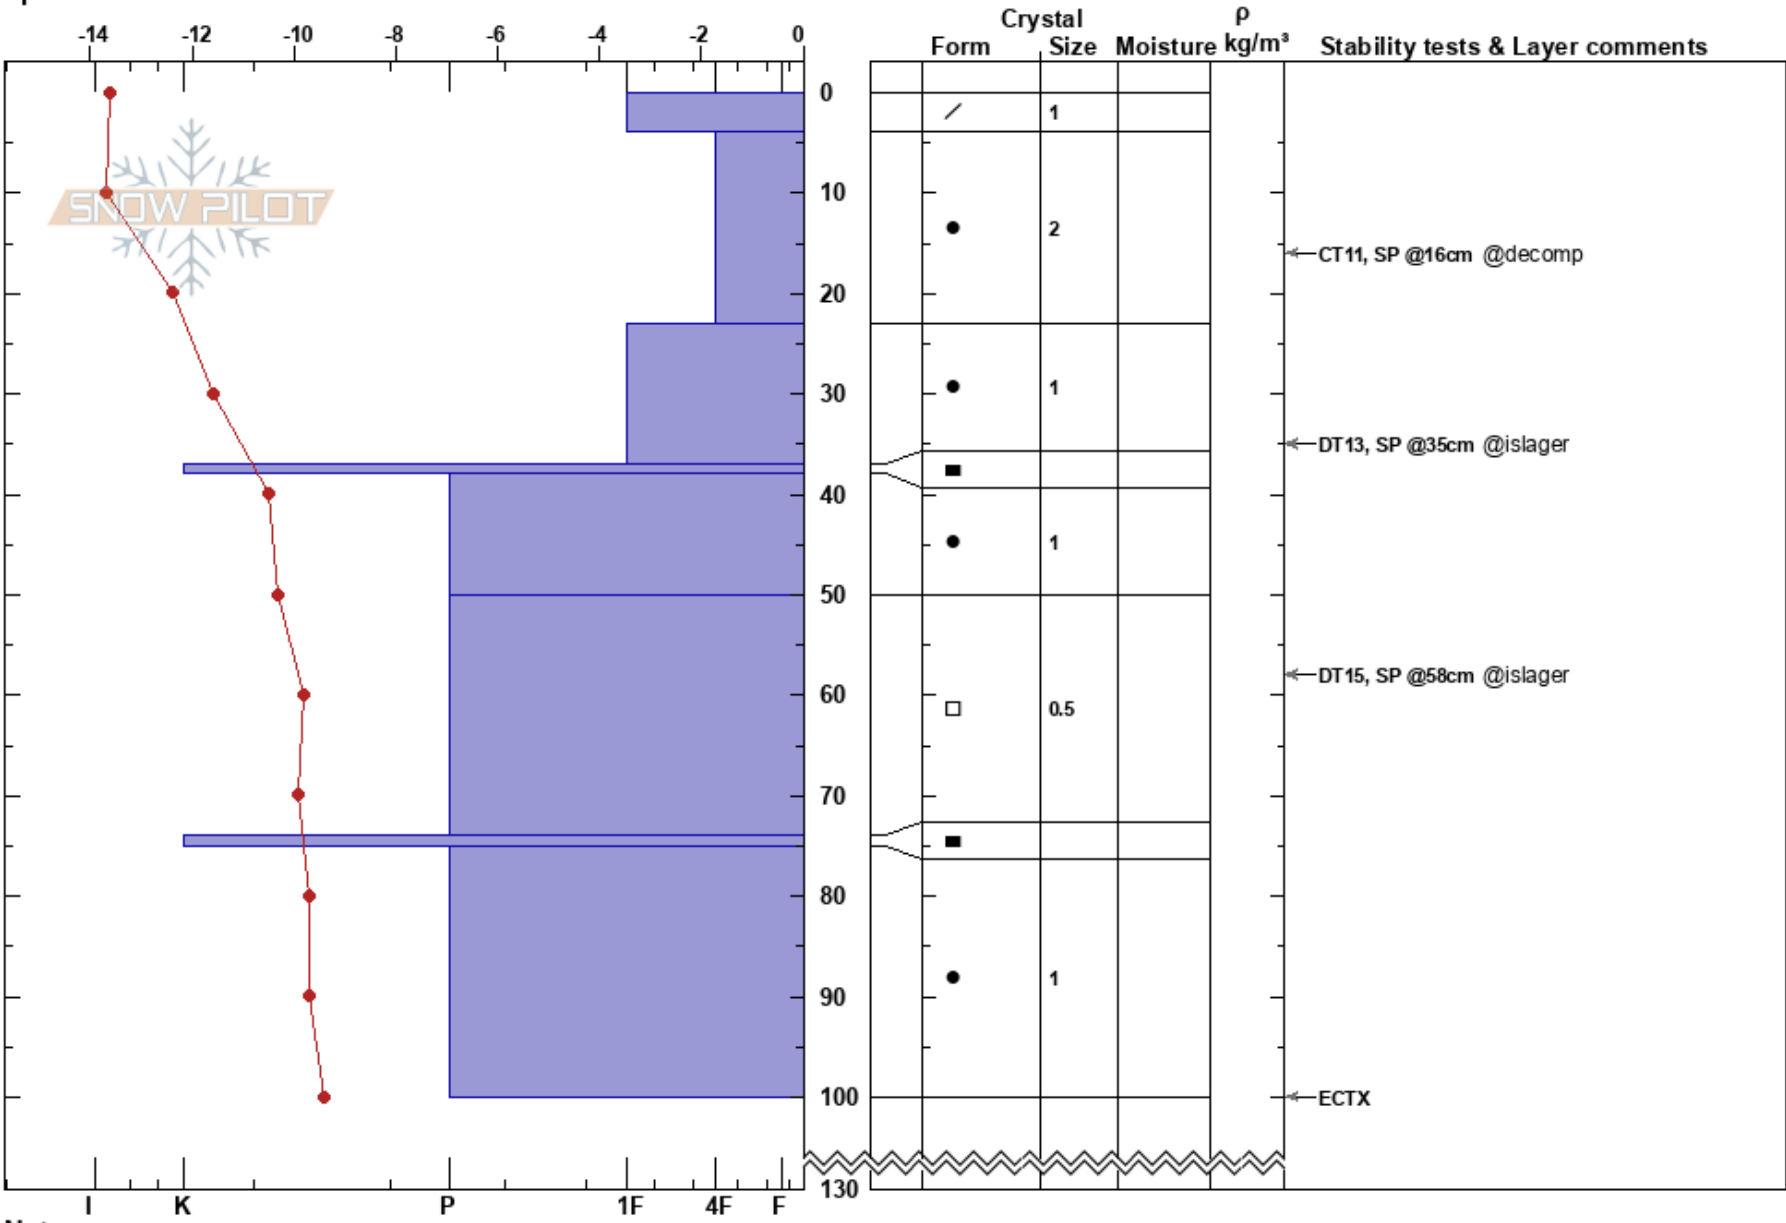 -14 -12 -10 -8 -6 -4 -2 0
Crystal ρ
Form Size Moisture kg/m³ Stability tests & Layer comments
0
1
10
SNOW PILOT
2
CT11, SP @16cm @decomp
20
1
30
DT13, SP @35cm @islager
40
1
50
DT15, SP @58cm @islager
60
0.5
70
80
1
90
100
ECTX
130
I K P 1F 4F F